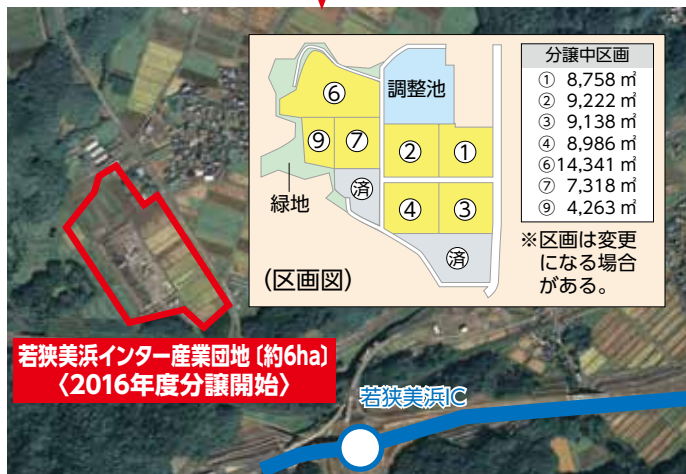 分譲中区画
① 8,758㎡
② 9,222㎡
③ 9,138㎡
④ 8,986㎡
⑥ 14,341㎡
⑦ 7,318㎡
⑨ 4,263㎡
※区画は変更
になる場合
がある。
調整池
⑥
⑨ ⑦ ② ①
済
緑地
④ ③
済
(区画図)
若狭美浜インター産業団地〔約6ha〕
〈2016年度分譲開始〉
若狭美浜IC